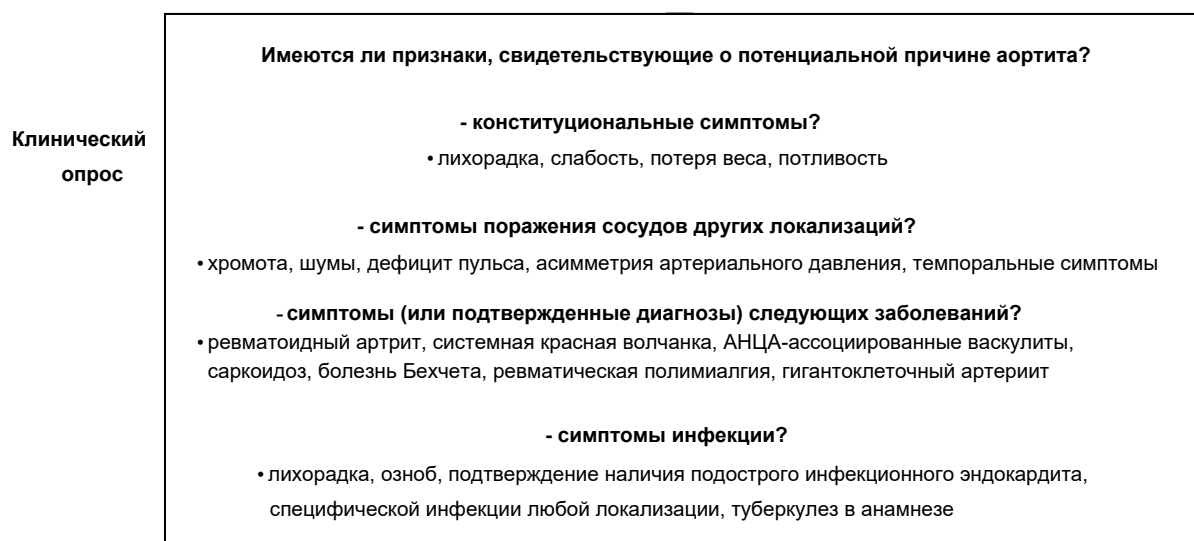 Имеются ли признаки, свидетельствующие о потенциальной причине аортита?
Клинический
опрос
- конституциональные симптомы?
• лихорадка, слабость, потеря веса, потливость
- симптомы поражения сосудов других локализаций?
• хромота, шумы, дефицит пульса, асимметрия артериального давления, темпоральные симптомы
- симптомы (или подтвержденные диагнозы) следующих заболеваний?
• ревматоидный артрит, системная красная волчанка, АНЦА-ассоциированные васкулиты,
саркоидоз, болезнь Бехчета, ревматическая полимиалгия, гигантоклеточный артериит
- симптомы инфекции?
• лихорадка, озноб, подтверждение наличия подострого инфекционного эндокардита,
специфической инфекции любой локализации, туберкулез в анамнезе